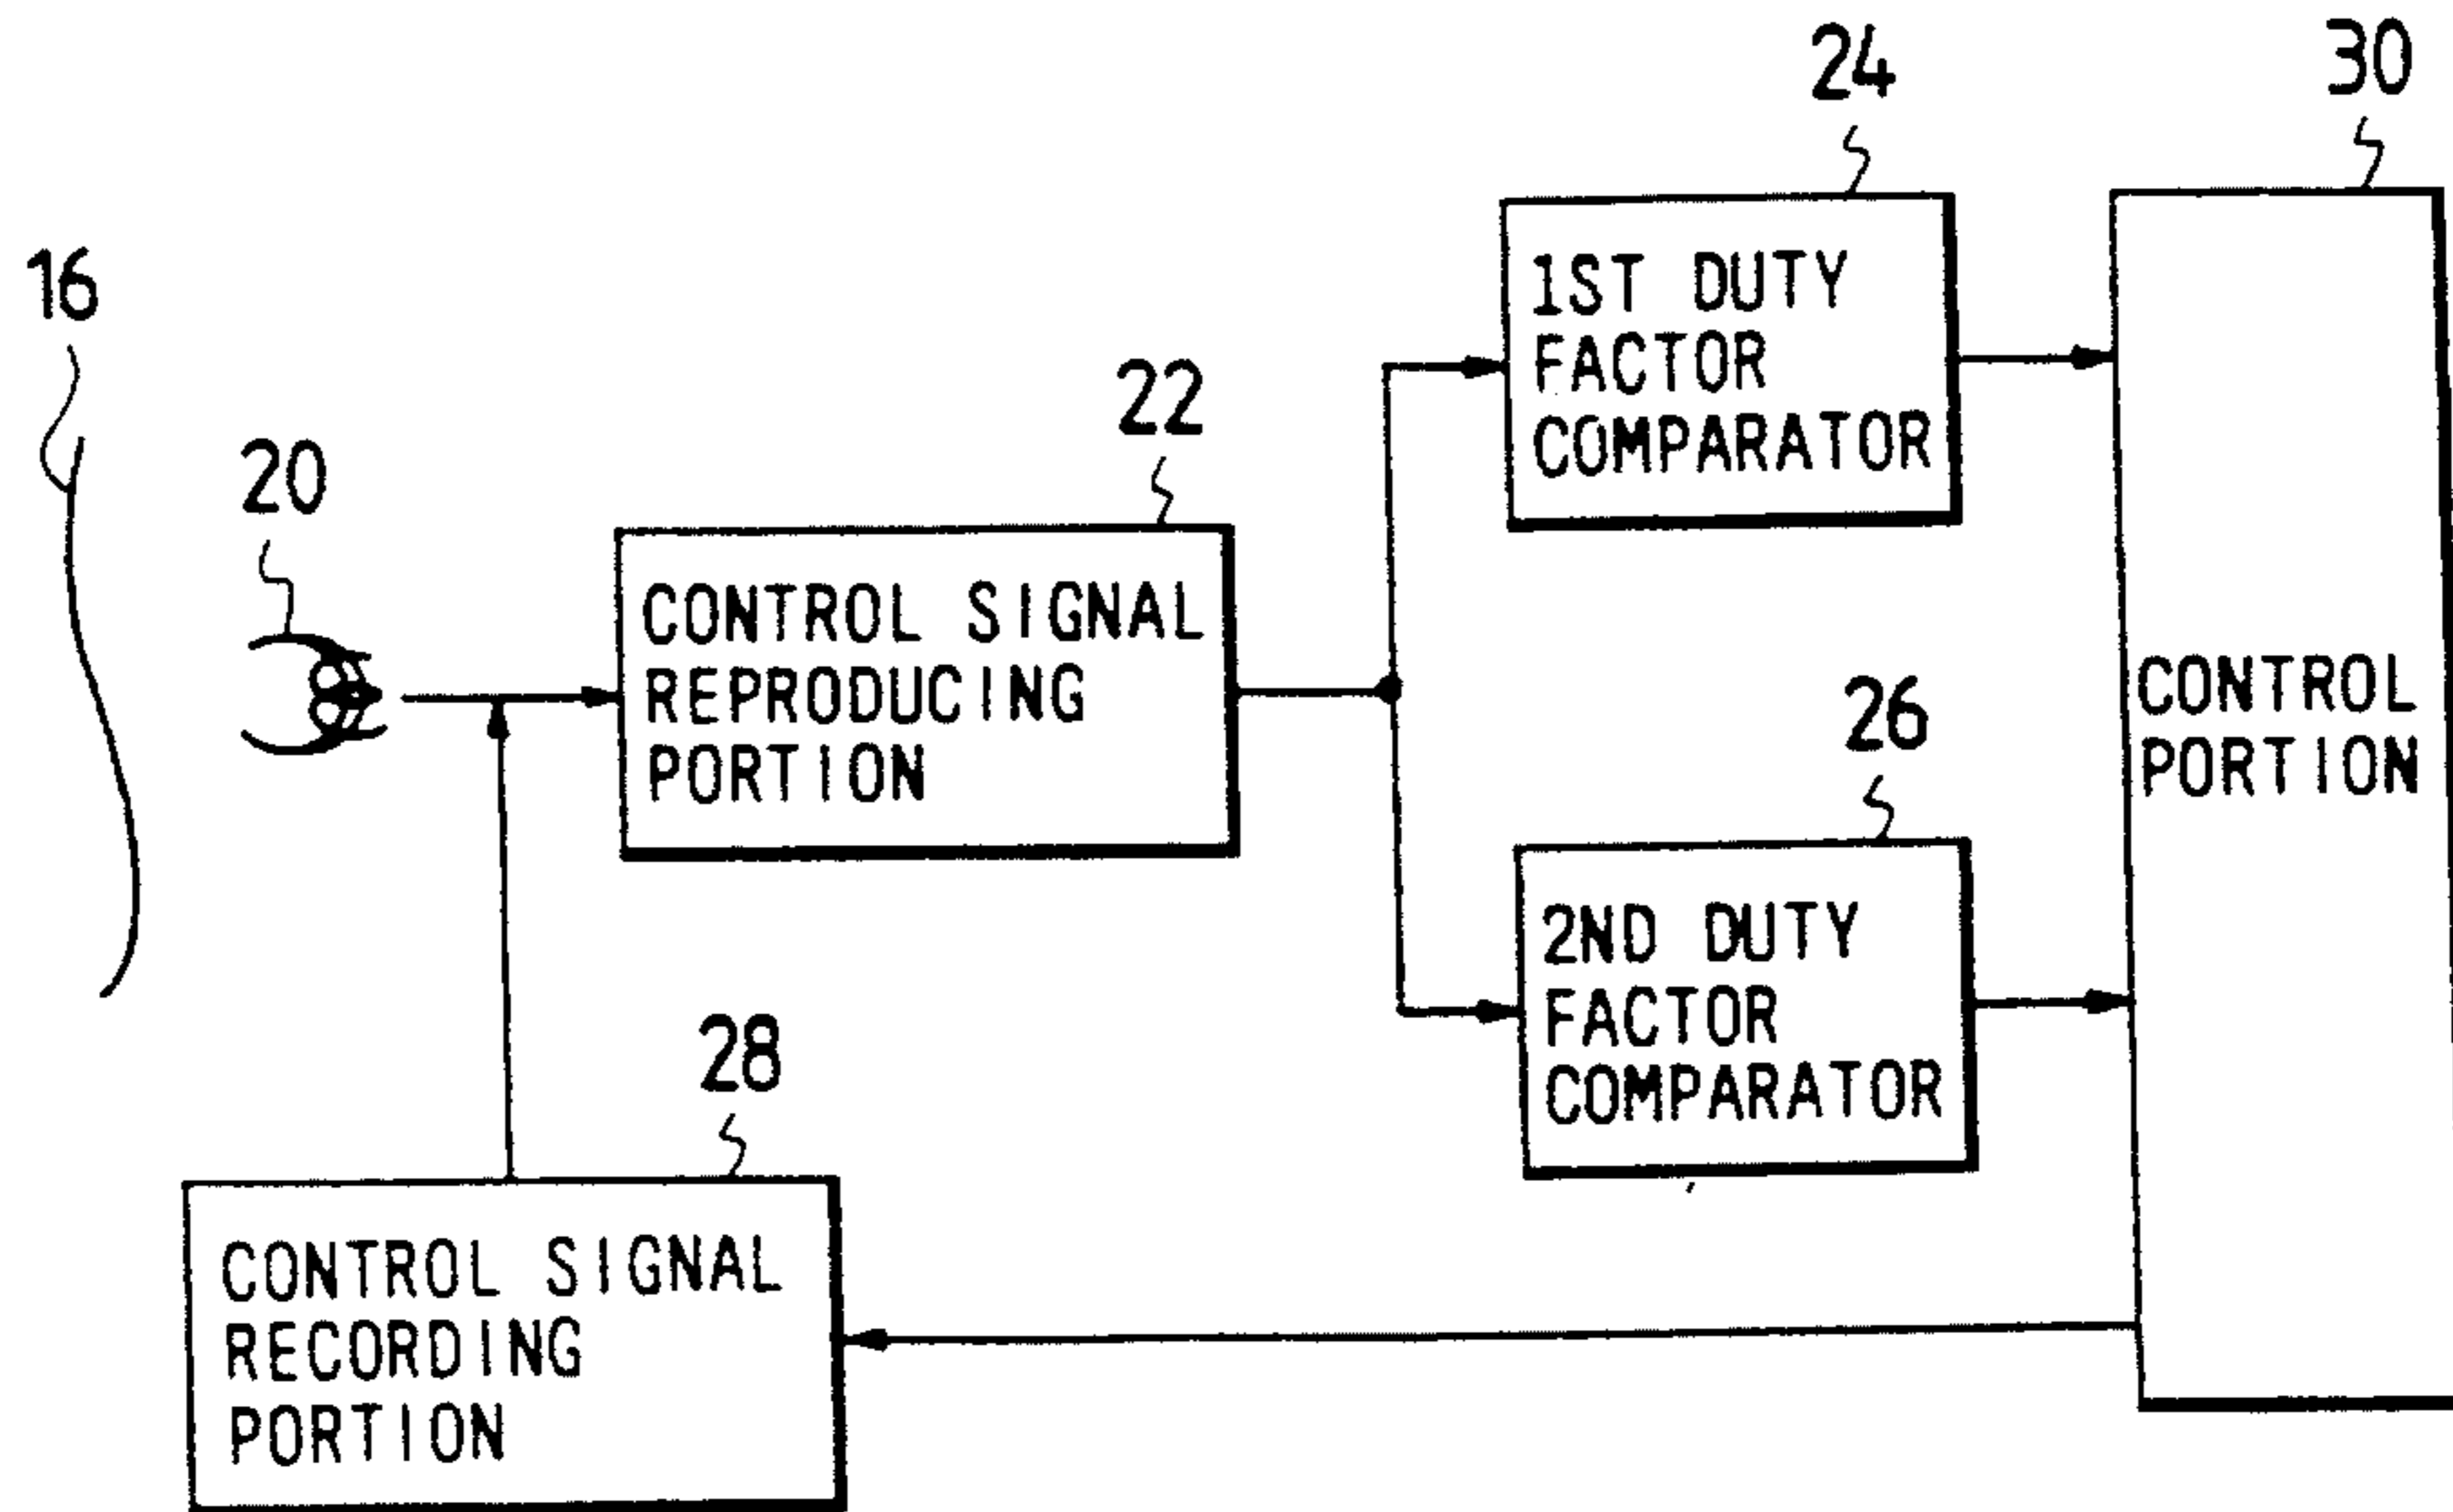 24
30
16
1ST DUTY
FACTOR
COMPARATOR
22
20
CONTROL SIGNAL
REPRODUCING
PORTION
CONTROL
PORTION
26
2ND DUTY
FACTOR
COMPARATOR
28
CONTROL SIGNAL
RECORDING
PORTION